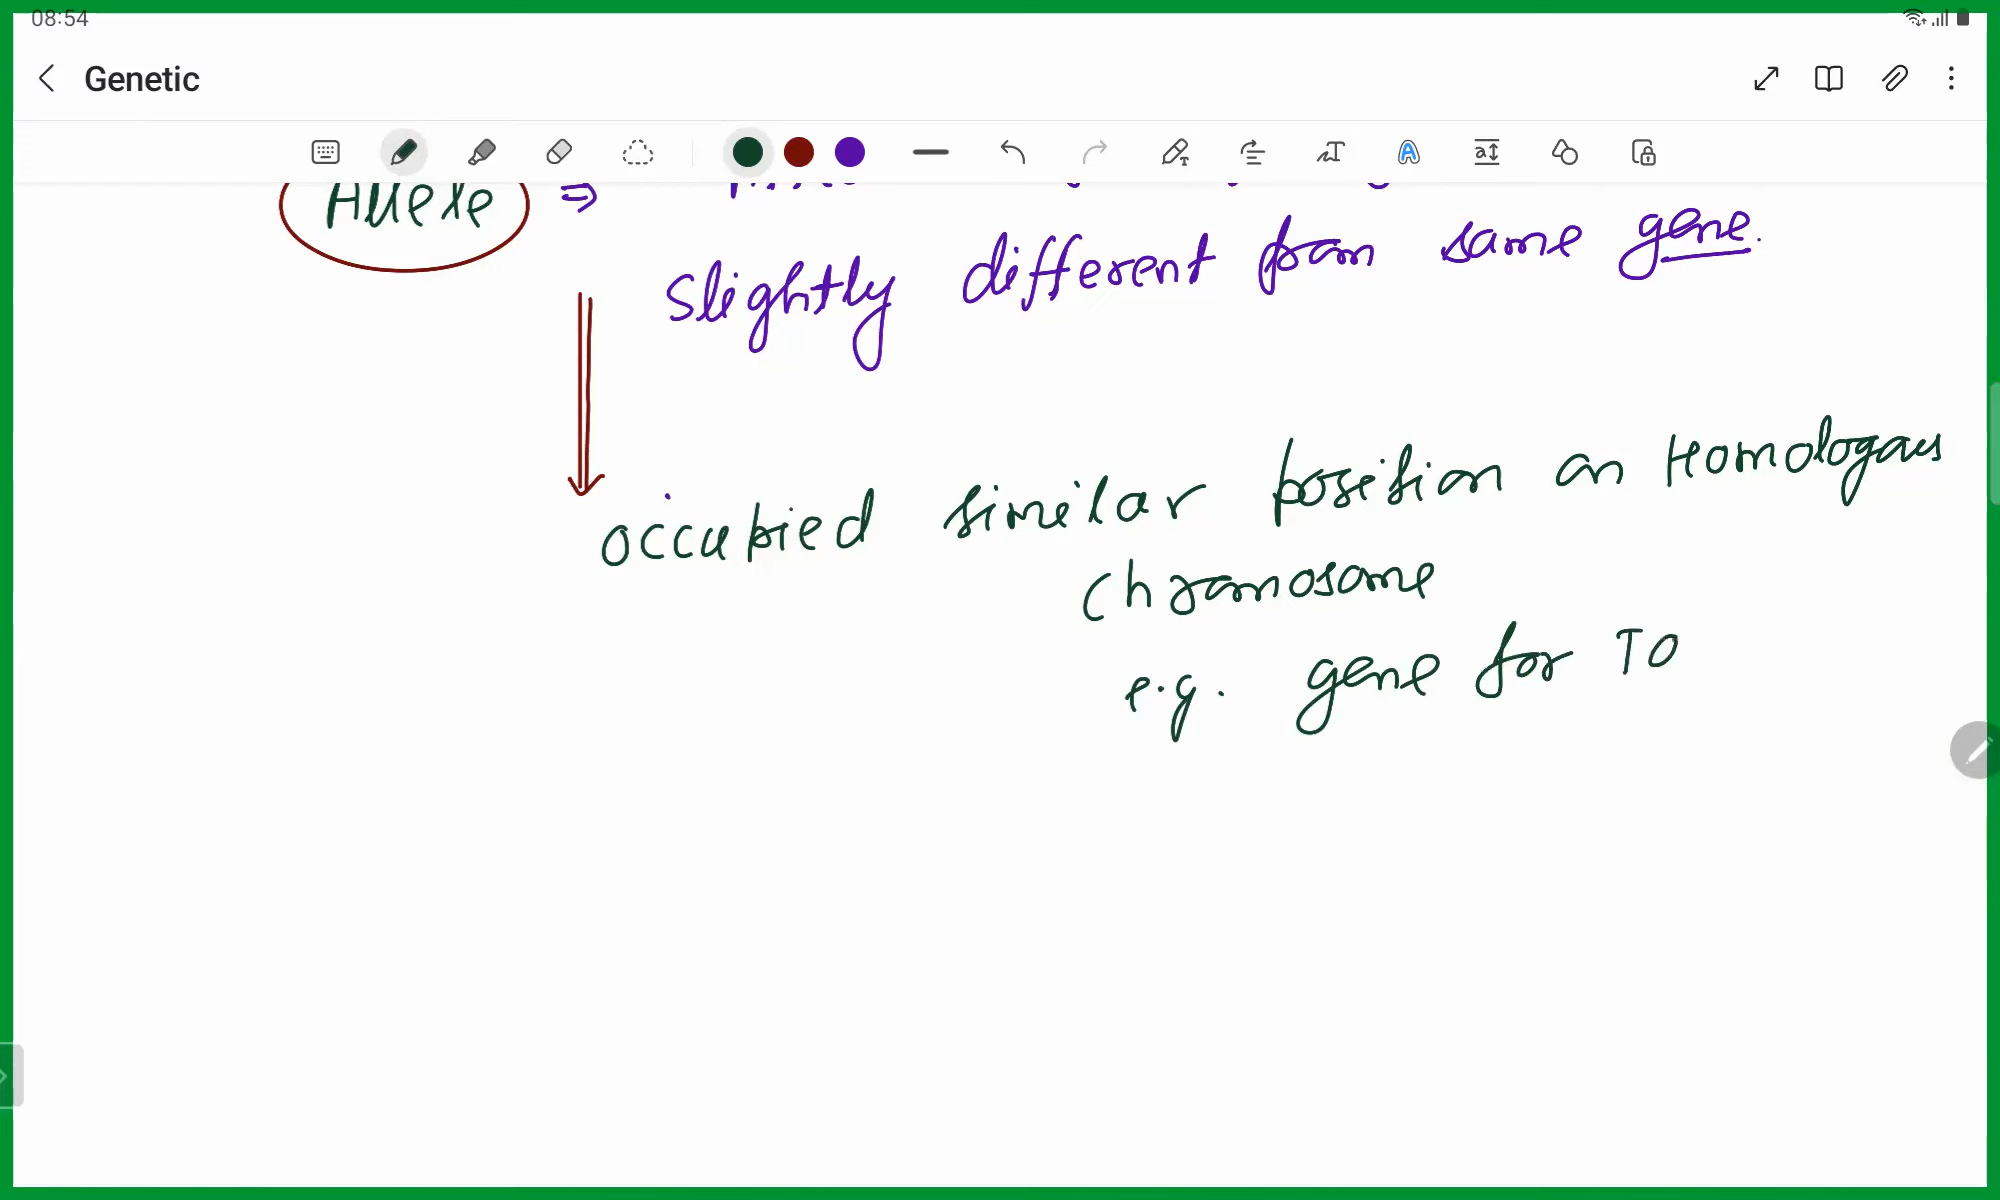 08:54
Genetic
Allele ⇒
slightly different from same gene.
occupied similar position on Homologous
chromosome
e.g. gene for TO